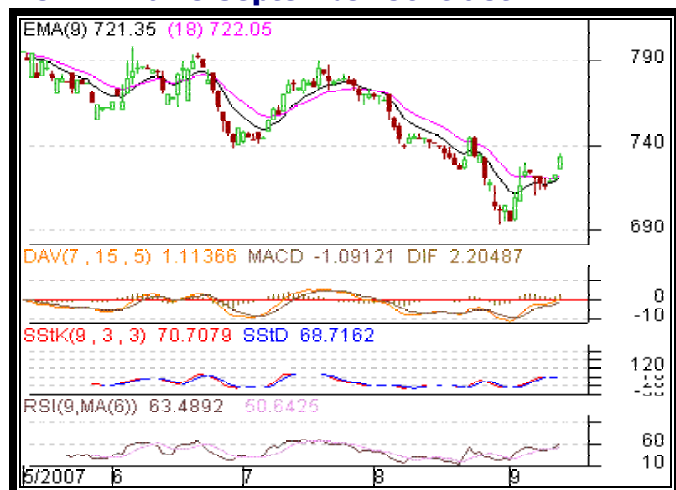 EMA(9) 721.35 (18) 722.05
790
740
690
DAV(7 , 15 , 5) 1.11366 MACD -1.09121 DIF 2.20487
0
-10
SStK(9 , 3 , 3) 70.7079 SStD 68.7162
120
RSI(9,MA(6)) 63.4892 50.6425
60
10
5/2007 6 7 8 9